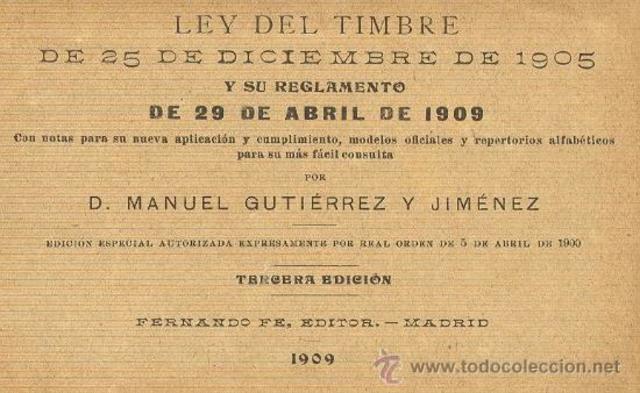 LEY DEL TIMBRE
DE 25 DE DICIEMBRE DE 1905
Y SU REGLAMENTO
DE 29 DE ABRIL DE 1909
Con notas para su nueva aplicación y cumplimiento, modelos oficiales y repertorios alfabéticos
para su más fácil consulta
POR
D. MANUEL GUTIÉRREZ Y JIMÉNEZ
EDICION ESPECIAL AUTORIZADA EXPRESAMENTE POR REAL ORDEN DE 5 DE ABRIL DE 1900
TERCERA EDICIÓN
FERNANDO FE, EDITOR. — MADRID
1909
www.todocoleccion.net